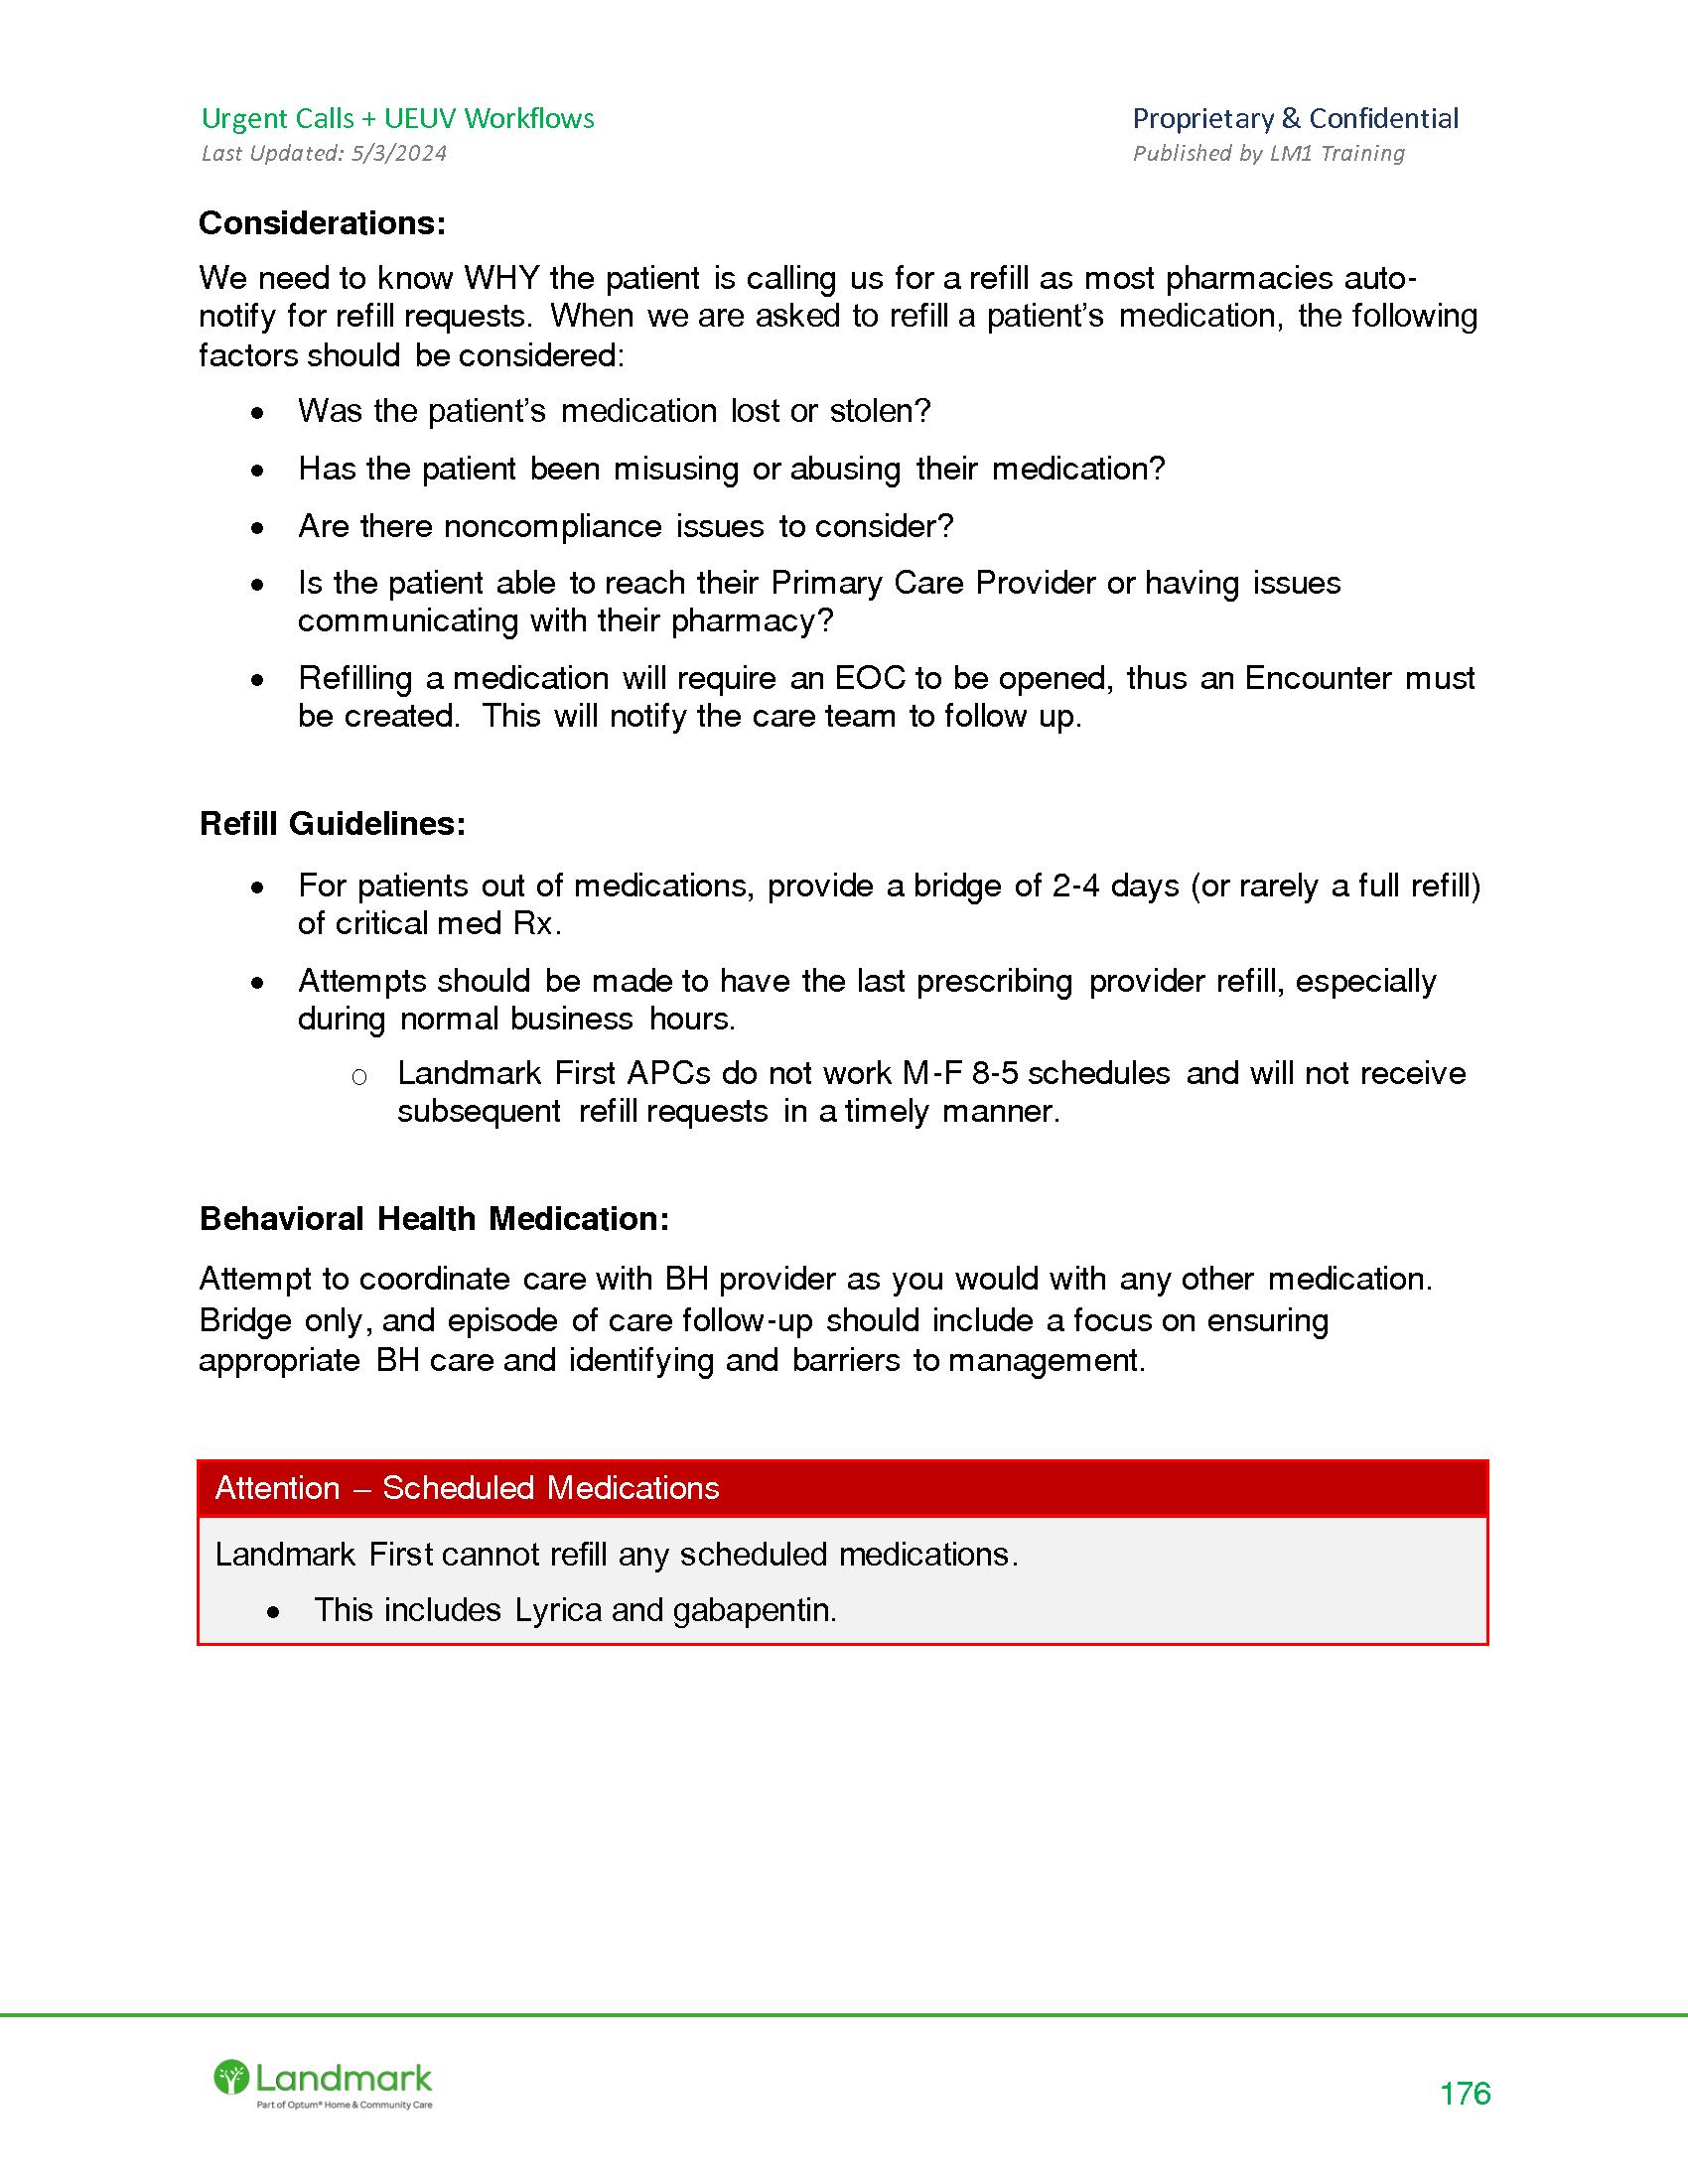 Urgent Calls + UEUV Workflows
Proprietary & Confidential
Last Updated: 5/3/2024
Published by LM1 Training
Considerations:
We need to know WHY the patient is calling us for a refill as most pharmacies auto-
notify for refill requests. When we are asked to refill a patient’s medication, the following
factors should be considered:
• Was the patient’s medication lost or stolen?
• Has the patient been misusing or abusing their medication?
• Are there noncompliance issues to consider?
• Is the patient able to reach their Primary Care Provider or having issues
communicating with their pharmacy?
• Refilling a medication will require an EOC to be opened, thus an Encounter must
be created. This will notify the care team to follow up.
Refill Guidelines:
• For patients out of medications, provide a bridge of 2-4 days (or rarely a full refill)
of critical med Rx.
• Attempts should be made to have the last prescribing provider refill, especially
during normal business hours.
o Landmark First APCs do not work M-F 8-5 schedules and will not receive
subsequent refill requests in a timely manner.
Behavioral Health Medication:
Attempt to coordinate care with BH provider as you would with any other medication.
Bridge only, and episode of care follow-up should include a focus on ensuring
appropriate BH care and identifying and barriers to management.
Attention – Scheduled Medications
Landmark First cannot refill any scheduled medications.
• This includes Lyrica and gabapentin.
Landmark
Part of Optum® Home & Community Care
176